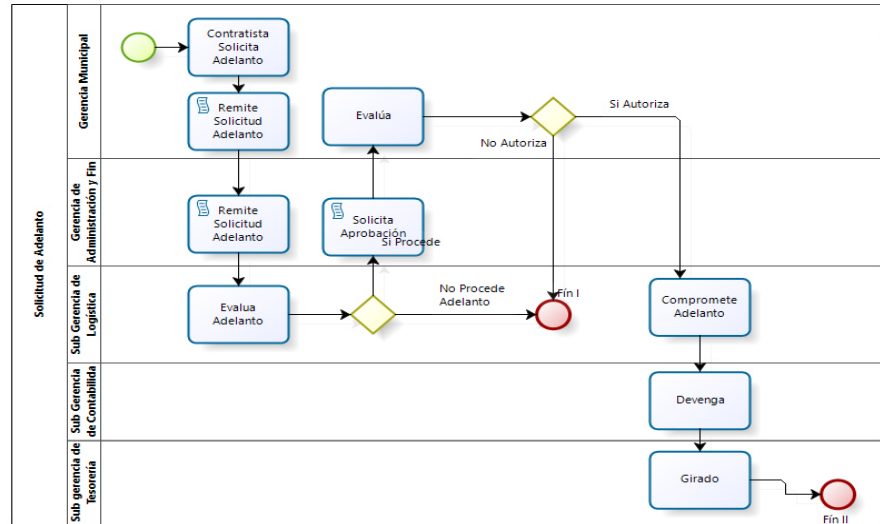 Solicitud de Adelanto
Gerencia Municipal
Contratista
Solicita
Adelanto
Remite
Solicitud
Adelanto
Evalúa
Si Autoriza
No Autoriza
Gerencia de
Administración y Fin
Remite
Solicitud
Adelanto
Solicita
Aprobación
Si Procede
Sub Gerencia de
Logística
Evalua
Adelanto
No Procede
Adelanto
Fín I
Compromete
Adelanto
Sub Gerencia
de Contabilida
Devenga
Sub gerencia de
Tesorería
Girado
Fín II